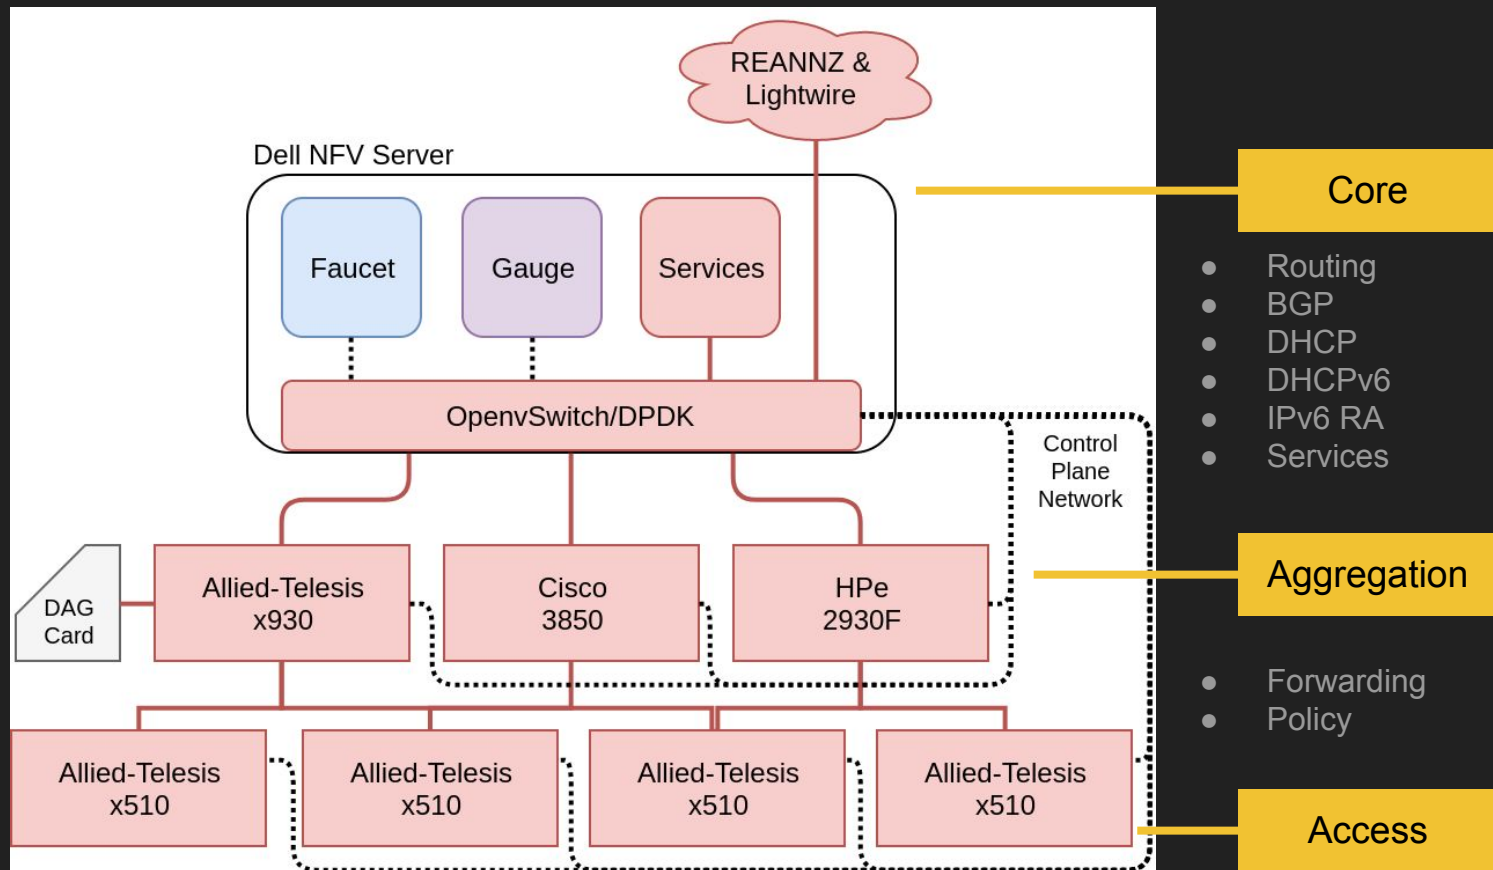 REANNZ &
Lightwire
Dell NFV Server
Faucet
Gauge
Services
OpenvSwitch/DPDK
Control
Plane
Network
DAG
Card
Allied-Telesis
x930
Cisco
3850
HPe
2930F
Allied-Telesis
x510
Allied-Telesis
x510
Allied-Telesis
x510
Allied-Telesis
x510
Core
● Routing
● BGP
● DHCP
● DHCPv6
● IPv6 RA
● Services
Aggregation
● Forwarding
● Policy
Access